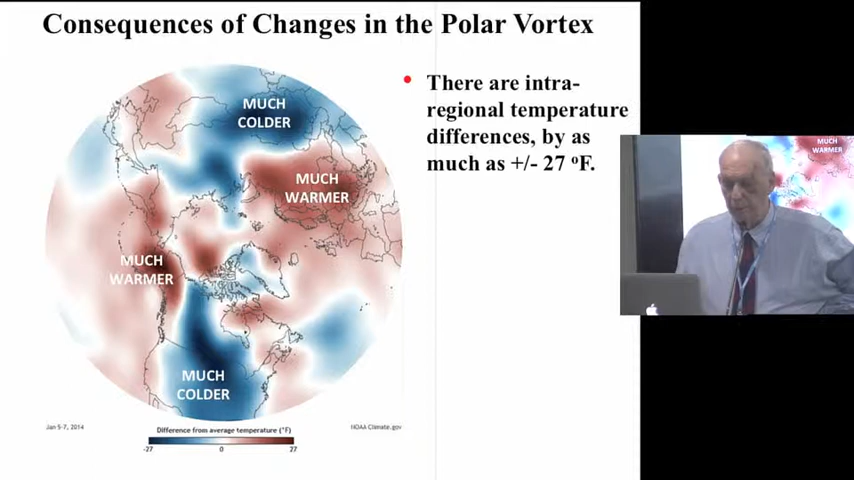 Consequences of Changes in the Polar Vortex
MUCH
COLDER
MUCH
WARMER
MUCH
WARMER
MUCH
COLDER
Jan 5-7, 2014
NOAA Climate.gov
Difference from average temperature (°F)
-27
0
27
• There are intra-
regional temperature
differences, by as
much as +/- 27 °F.
MUCH
WARMER